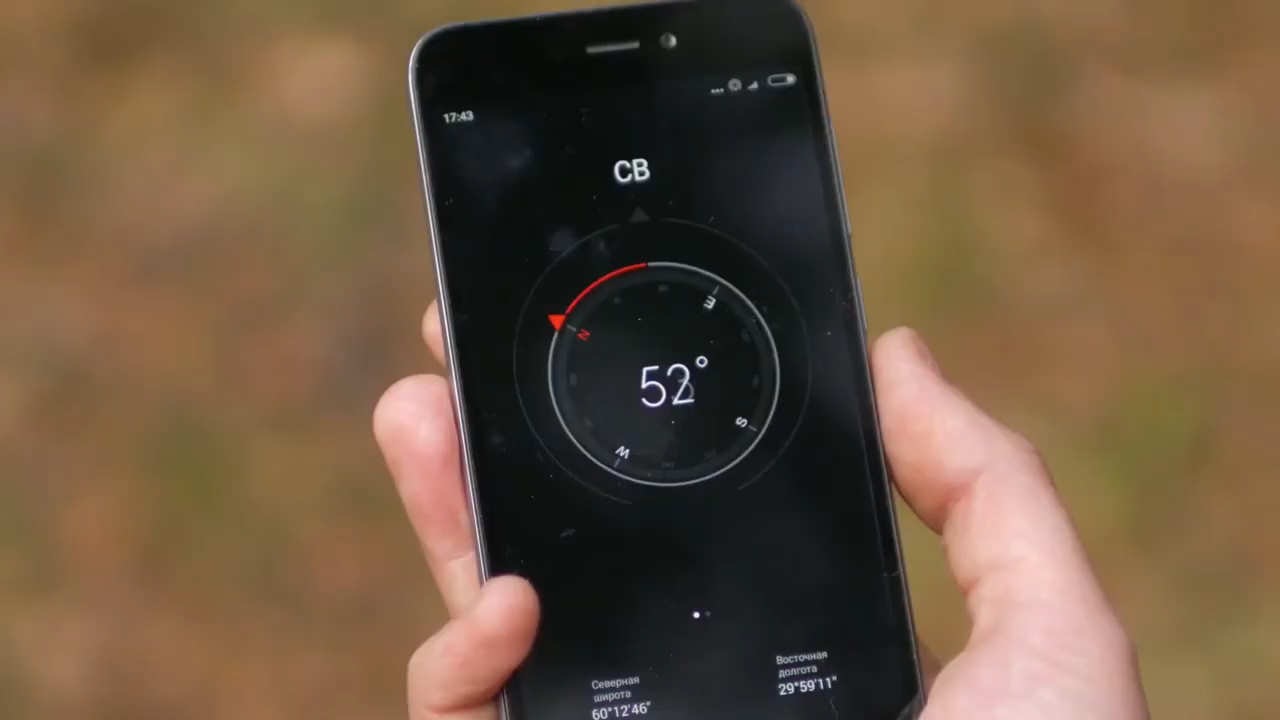 17:43
СВ
E
N
52°
S
W
Северная
широта
60°12'46"
Восточная
долгота
29°59'11"